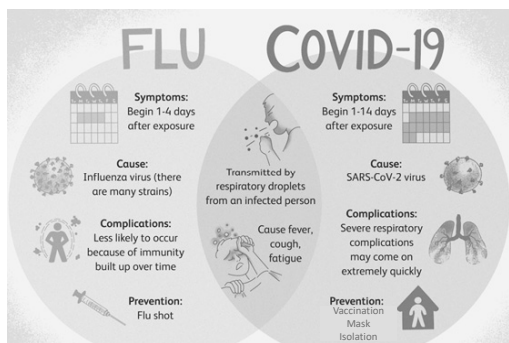 FLU
COVID-19
Symptoms:
Begin 1-4 days
after exposure
Cause:
Influenza virus (there
are many strains)
Complications:
Less likely to occur
because of immunity
built up over time
Prevention:
Flu shot
Transmitted by
respiratory droplets
from an infected person
Cause fever,
cough,
fatigue
Symptoms:
Begin 1-14 days
after exposure
Cause:
SARS-CoV-2 virus
Complications:
Severe respiratory
complications
may come on
extremely quickly
Prevention:
Vaccination
Mask
Isolation